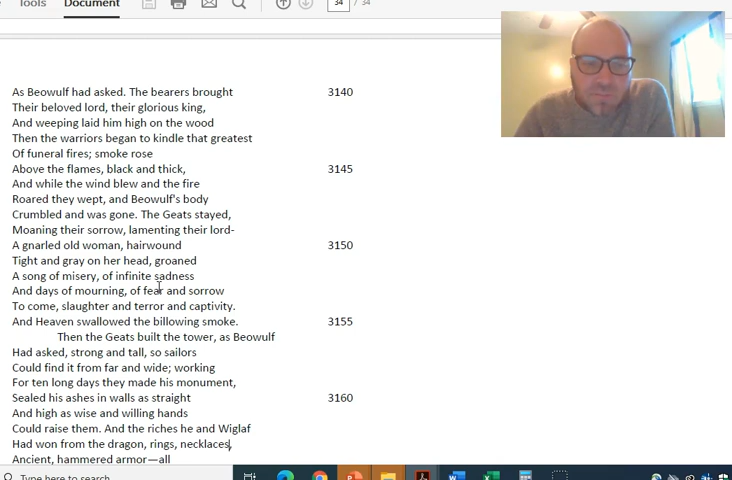 Tools
Document
34 / 34
As Beowulf had asked. The bearers brought 3140
Their beloved lord, their glorious king,
And weeping laid him high on the wood
Then the warriors began to kindle that greatest
Of funeral fires; smoke rose
Above the flames, black and thick, 3145
And while the wind blew and the fire
Roared they wept, and Beowulf's body
Crumbled and was gone. The Geats stayed,
Moaning their sorrow, lamenting their lord-
A gnarled old woman, hairwound 3150
Tight and gray on her head, groaned
A song of misery, of infinite sadness
And days of mourning, of fear and sorrow
To come, slaughter and terror and captivity.
And Heaven swallowed the billowing smoke. 3155
Then the Geats built the tower, as Beowulf
Had asked, strong and tall, so sailors
Could find it from far and wide; working
For ten long days they made his monument,
Sealed his ashes in walls as straight 3160
And high as wise and willing hands
Could raise them. And the riches he and Wiglaf
Had won from the dragon, rings, necklaces,
Ancient, hammered armor—all
Type here to search